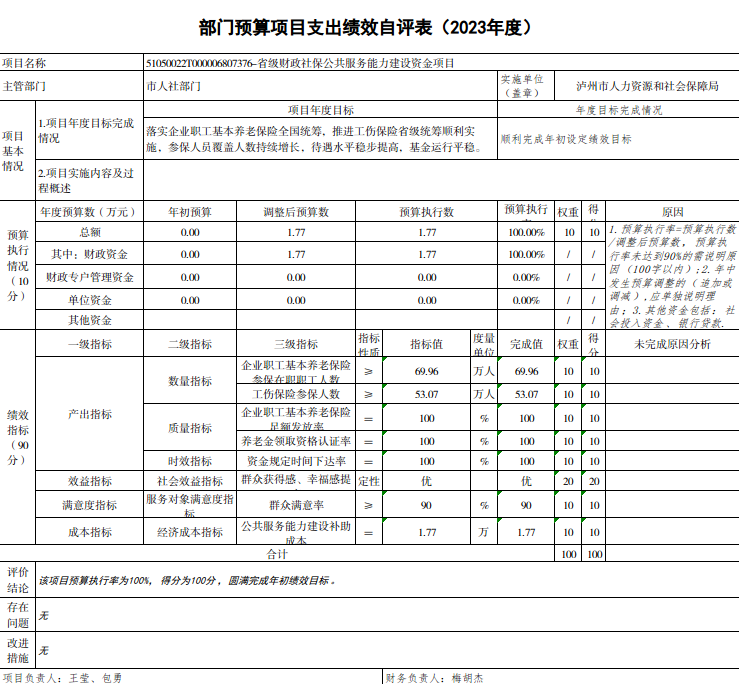 部门预算项目支出绩效自评表（2023年度）
项目名称 51050022T000006807376-省级财政社保公共服务能力建设资金项目
主管部门 市人社部门 实施单位（盖章） 泸州市人力资源和社会保障局
项目基本情况 1.项目年度目标完成情况 项目年度目标 年度目标完成情况
落实企业职工基本养老保险全国统筹，推进工伤保险省级统筹顺利实施，参保人员覆盖人数持续增长、待遇水平稳步提高，基金运行平稳。 顺利完成年初设定绩效目标
2.项目实施内容及过程概述
预算执行情况（10分） 年度预算数（万元） 年初预算 调整后预算数 预算执行数 预算执行 权重 得 原因
总额 0.00 1.77 1.77 100.00% 10 10 1.预算执行率=预算执行数/调整后预算数，预算执行率未达到90%的需说明原因（100字以内）；2.年中发生预算调整的（追加或调减），应单独说明理由；3.其他资金包括：社会投入资金、银行贷款.
其中：财政资金 0.00 1.77 1.77 100.00% / /
财政专户管理资金 0.00 0.00 0.00 0.00% / /
单位资金 0.00 0.00 0.00 0.00% / /
其他资金 / /
绩效指标（90分） 一级指标 二级指标 三级指标 指标性质 指标值 度量单位 完成值 权重 得分 未完成原因分析
产出指标 数量指标 企业职工基本养老保险参保在职职工人数 ≥ 69.96 万人 69.96 10 10
工伤保险参保人数 ≥ 53.07 万人 53.07 10 10
质量指标 企业职工基本养老保险足额发放率 ＝ 100 % 100 10 10
养老金领取资格认证率 ＝ 100 % 100 10 10
时效指标 资金规定时间下达率 ＝ 100 % 100 10 10
效益指标 社会效益指标 群众获得感、幸福感提 定性 优 优 20 20
满意度指标 服务对象满意度指标 群众满意率 ≥ 90 % 90 10 10
成本指标 经济成本指标 公共服务能力建设补助成本 ＝ 1.77 万 1.77 10 10
合计 100 100
评价结论 该项目预算执行率为100%，得分为100分，圆满完成年初绩效目标。
存在问题 无
改进措施 无
项目负责人：王莹、包勇 财务负责人：梅胡杰